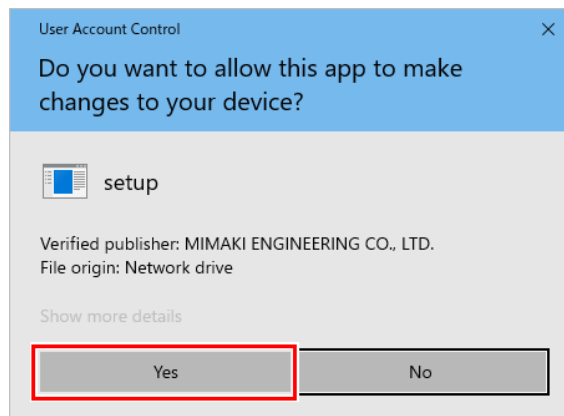 User Account Control
Do you want to allow this app to make
changes to your device?
setup
Verified publisher: MIMAKI ENGINEERING CO., LTD.
File origin: Network drive
Show more details
Yes
No